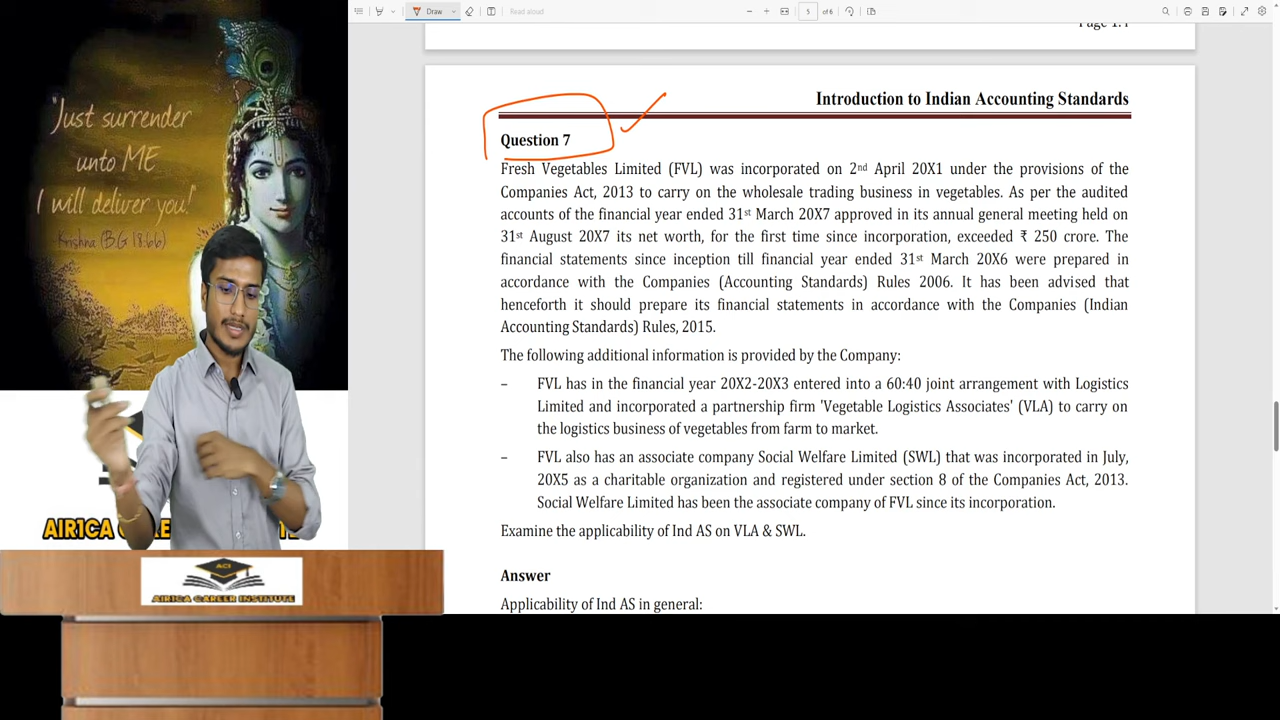 Draw
Read aloud
5
of 6
"Just surrender
unto ME
I will deliver you!"
-Krishna (B.G 18:66)
Introduction to Indian Accounting Standards
Question 7
Fresh Vegetables Limited (FVL) was incorporated on 2nd April 20X1 under the provisions of the
Companies Act, 2013 to carry on the wholesale trading business in vegetables. As per the audited
accounts of the financial year ended 31st March 20X7 approved in its annual general meeting held on
31st August 20X7 its net worth, for the first time since incorporation, exceeded ₹ 250 crore. The
financial statements since inception till financial year ended 31st March 20X6 were prepared in
accordance with the Companies (Accounting Standards) Rules 2006. It has been advised that
henceforth it should prepare its financial statements in accordance with the Companies (Indian
Accounting Standards) Rules, 2015.
The following additional information is provided by the Company:
– FVL has in the financial year 20X2-20X3 entered into a 60:40 joint arrangement with Logistics
Limited and incorporated a partnership firm 'Vegetable Logistics Associates' (VLA) to carry on
the logistics business of vegetables from farm to market.
– FVL also has an associate company Social Welfare Limited (SWL) that was incorporated in July,
20X5 as a charitable organization and registered under section 8 of the Companies Act, 2013.
Social Welfare Limited has been the associate company of FVL since its incorporation.
Examine the applicability of Ind AS on VLA & SWL.
Answer
Applicability of Ind AS in general:
AIR1CA
ACI
AIR1CA CAREER INSTITUTE